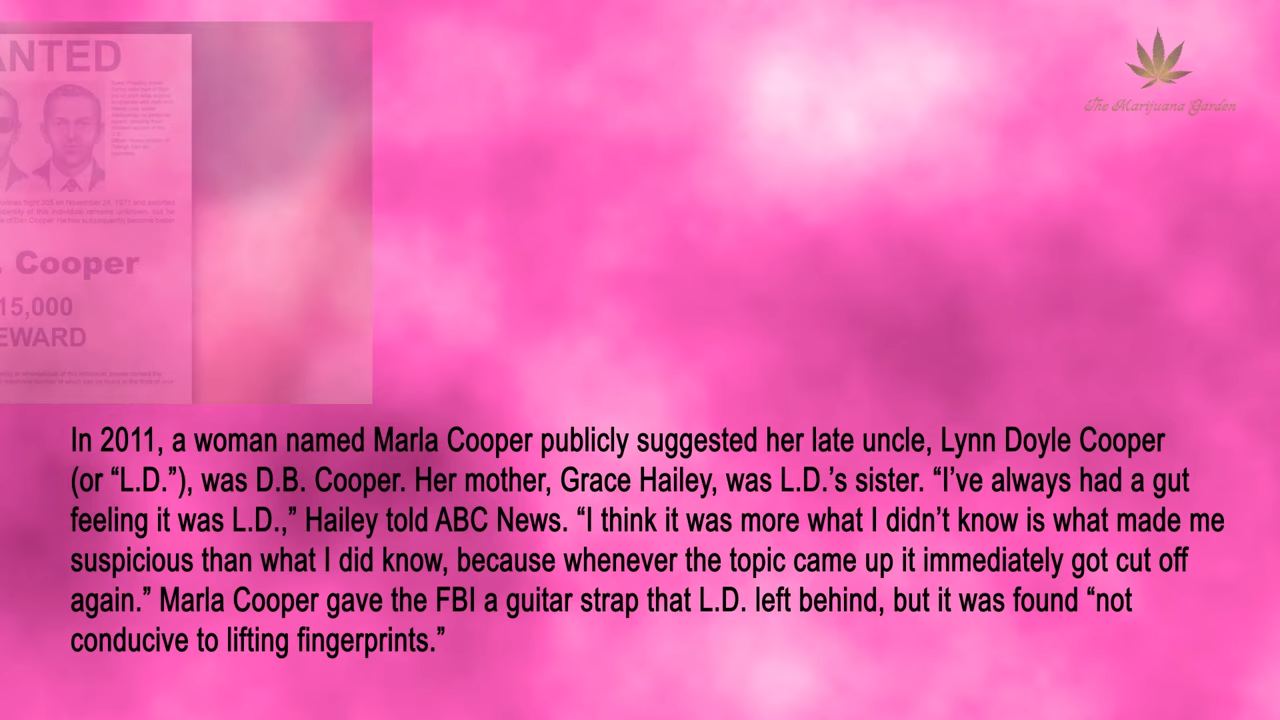 ANTED
The Marijuana Garden
. Cooper
15,000
EWARD
In 2011, a woman named Marla Cooper publicly suggested her late uncle, Lynn Doyle Cooper
(or “L.D.”), was D.B. Cooper. Her mother, Grace Hailey, was L.D.’s sister. “I’ve always had a gut
feeling it was L.D.,” Hailey told ABC News. “I think it was more what I didn’t know is what made me
suspicious than what I did know, because whenever the topic came up it immediately got cut off
again.” Marla Cooper gave the FBI a guitar strap that L.D. left behind, but it was found “not
conducive to lifting fingerprints.”